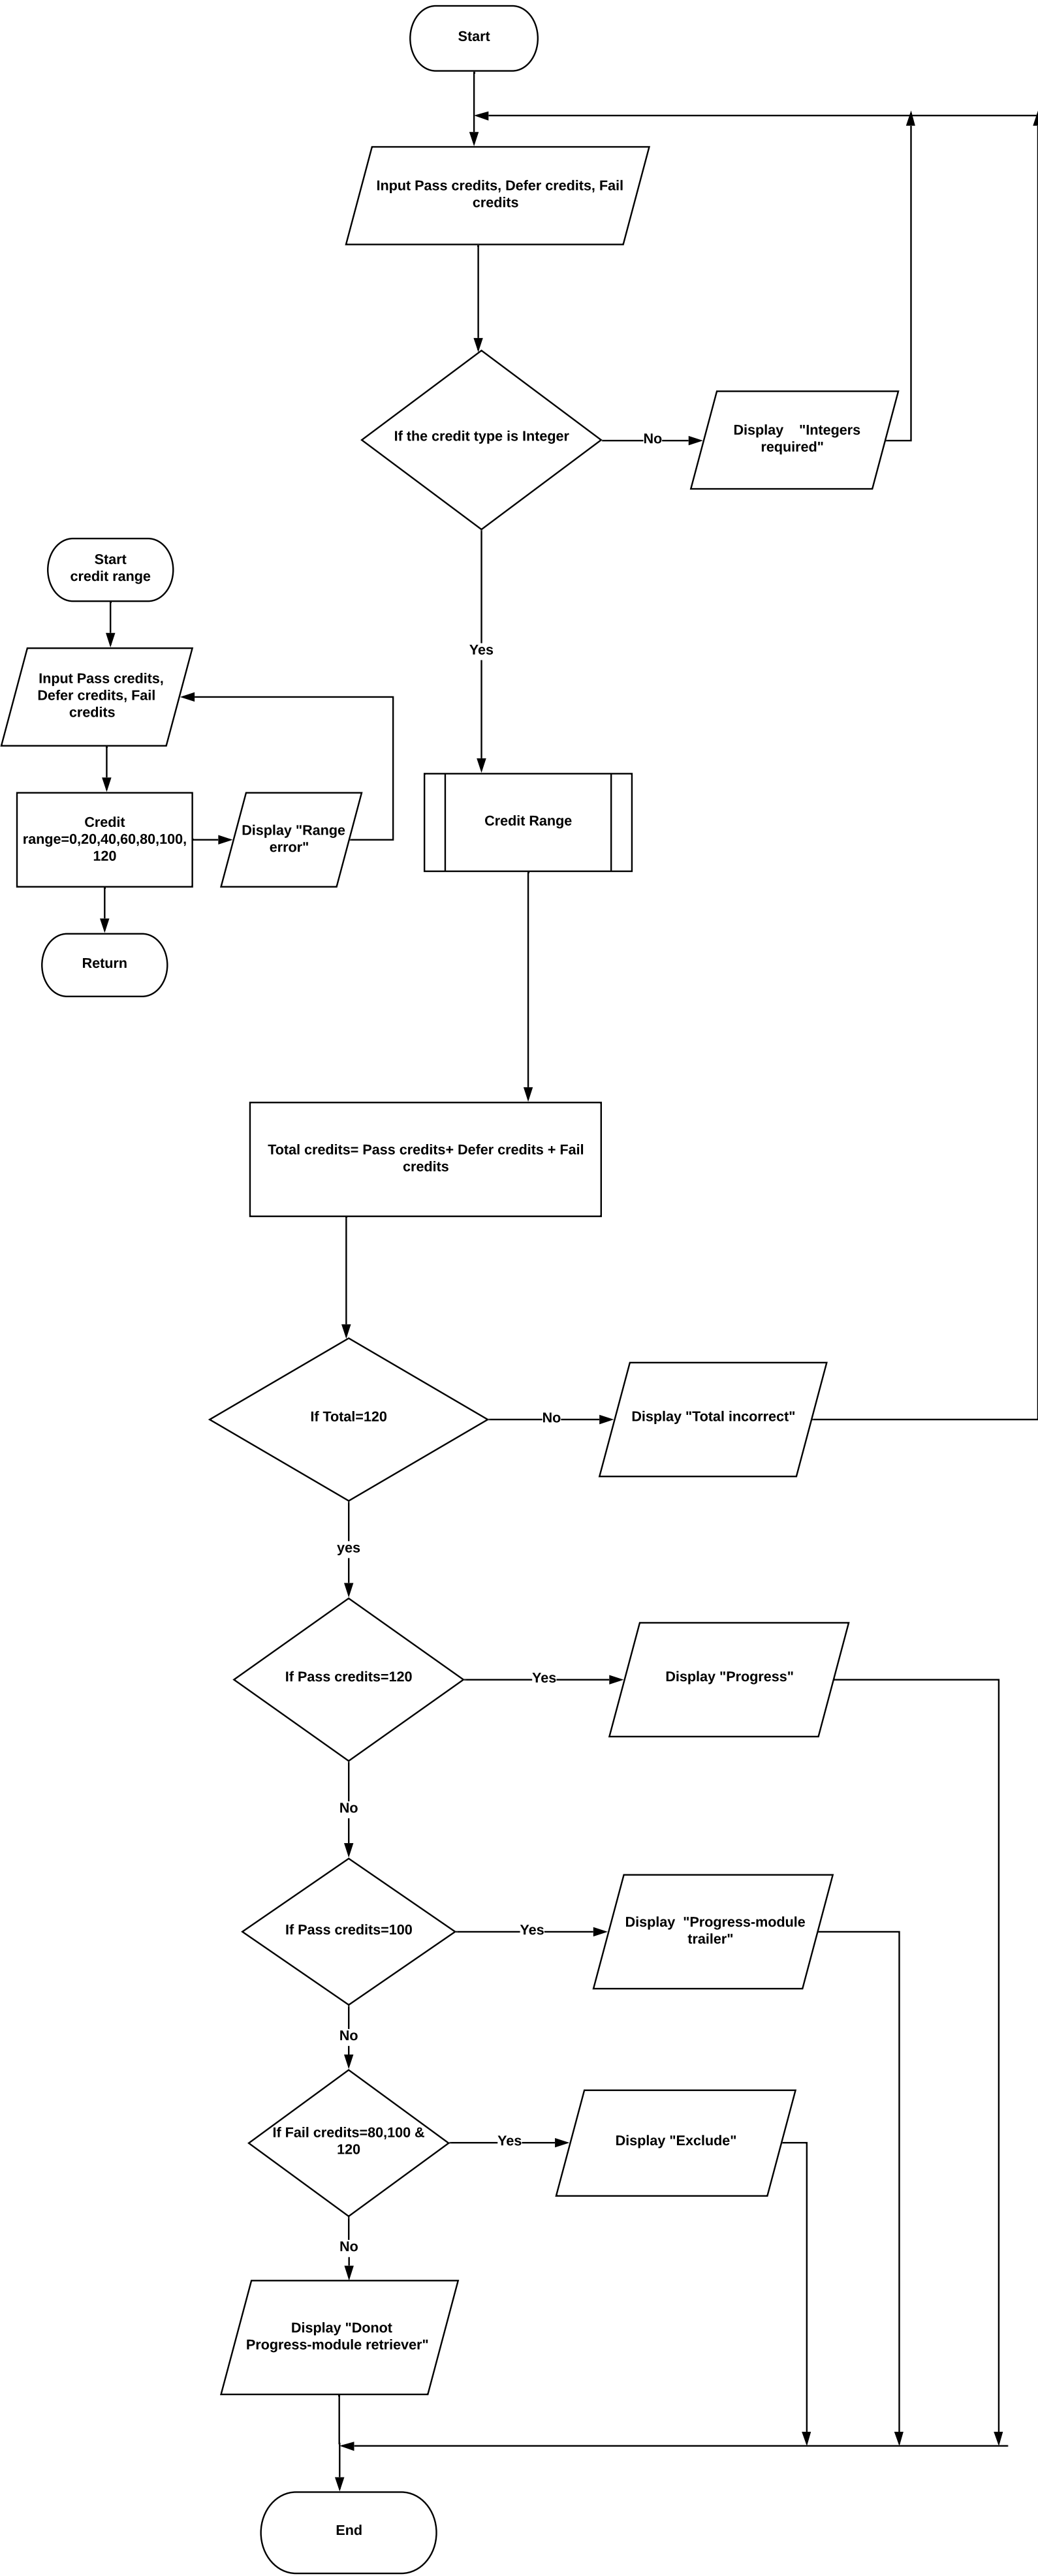 Start
Input Pass credits, Defer credits, Fail
credits
If the credit type is Integer
No
Display "Integers
required"
Yes
Start
credit range
Input Pass credits,
Defer credits, Fail
credits
Credit
range=0,20,40,60,80,100,
120
Display "Range
error"
Return
Credit Range
Total credits= Pass credits+ Defer credits + Fail
credits
If Total=120
No
Display "Total incorrect"
yes
If Pass credits=120
Yes
Display "Progress"
No
If Pass credits=100
Yes
Display "Progress-module
trailer"
No
If Fail credits=80,100 &
120
Yes
Display "Exclude"
No
Display "Donot
Progress-module retriever"
End